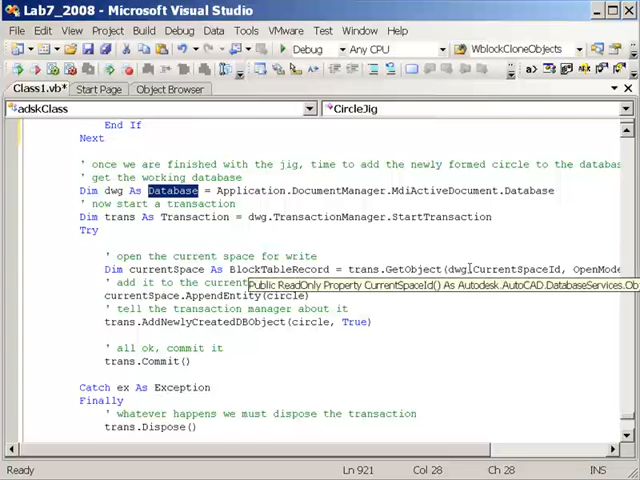 Lab7_2008 - Microsoft Visual Studio
File Edit View Project Build Debug Data Tools VMware Test Window Help
Debug Any CPU WblockCloneObjects
Class1.vb* Start Page Object Browser
adskClass CircleJig
End If
Next
' once we are finished with the jig, time to add the newly formed circle to the databas
' get the working database
Dim dwg As Database = Application.DocumentManager.MdiActiveDocument.Database
' now start a transaction
Dim trans As Transaction = dwg.TransactionManager.StartTransaction
Try
' open the current space for write
Dim currentSpace As BlockTableRecord = trans.GetObject(dwg.CurrentSpaceId, OpenMode
' add it to the current
Public ReadOnly Property CurrentSpaceId() As Autodesk.AutoCAD.DatabaseServices.Ob
currentSpace.AppendEntity(circle)
' tell the transaction manager about it
trans.AddNewlyCreatedDBObject(circle, True)
' all ok, commit it
trans.Commit()
Catch ex As Exception
Finally
' whatever happens we must dispose the transaction
trans.Dispose()
Ready Ln 921 Col 28 Ch 28 INS